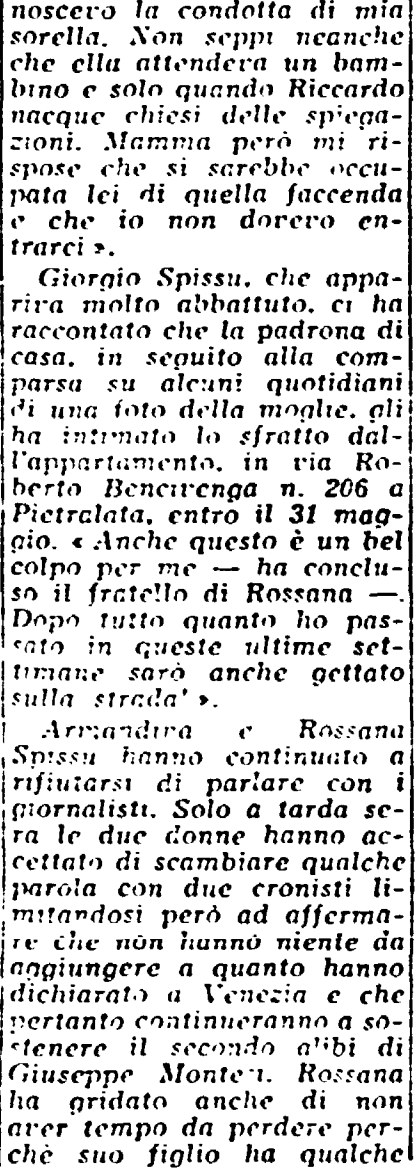 noscero la condotta di mia
sorella. Non seppi neanche
che ella attendeva un bam-
bino e solo quando Riccardo
nacque chiesi delle spiega-
zioni. Mamma però mi ri-
spose che si sarebbe occu-
pata lei di quella faccenda
e che io non dovevo en-
trarci ».
Giorgio Spissu, che appa-
riva molto abbattuto, ci ha
raccontato che la padrona di
casa, in seguito alla com-
parsa su alcuni quotidiani
di una foto della moglie, gli
ha intimato lo sfratto dal-
l'appartamento, in via Ro-
berto Bencivenga n. 206 a
Pietralata, entro il 31 mag-
gio. « Anche questo è un bel
colpo per me — ha conclu-
so il fratello di Rossana —.
Dopo tutto quanto ho pas-
sato in queste ultime set-
timane sarò anche gettato
sulla strada' ».
Armandina e Rossana
Spissu hanno continuato a
rifiutarsi di parlare con i
giornalisti. Solo a tarda se-
ra le due donne hanno ac-
cettato di scambiare qualche
parola con due cronisti li-
mitandosi però ad afferma-
re che non hanno niente da
aggiungere a quanto hanno
dichiarato a Venezia e che
pertanto continueranno a so-
stenere il secondo alibi di
Giuseppe Montesi. Rossana
ha gridato anche di non
aver tempo da perdere per-
chè suo figlio ha qualche